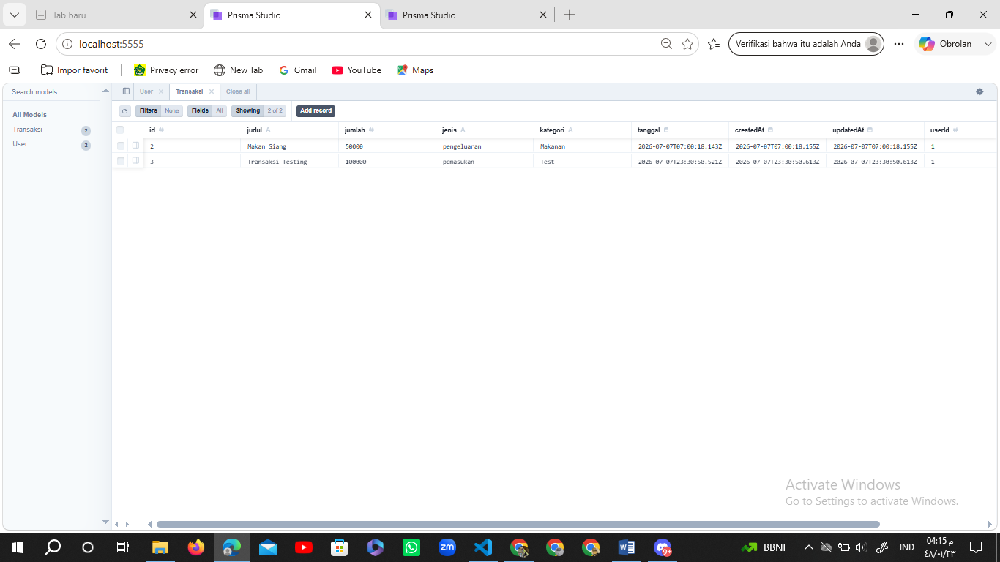 Tab baru
Prisma Studio
Prisma Studio
localhost:5555
Verifikasi bahwa itu adalah Anda
Obrolan
Impor favorit
Privacy error
New Tab
Gmail
YouTube
Maps
Search models
User
Transaksi
Close all
Filters None
Fields All
Showing 2 of 2
Add record
All Models
Transaksi 2
User 2
id # judul A jumlah # jenis A kategori A tanggal createdAt updatedAt userId #
2 Makan Siang 50000 pengeluaran Makanan 2026-07-07T07:00:18.143Z 2026-07-07T07:00:18.155Z 2026-07-07T07:00:18.155Z 1
3 Transaksi Testing 100000 pemasukan Test 2026-07-07T23:30:50.521Z 2026-07-07T23:30:50.613Z 2026-07-07T23:30:50.613Z 1
Activate Windows
Go to Settings to activate Windows.
zm
9+
BBNI
IND
04:15 م
٤٨/٠١/٢٣